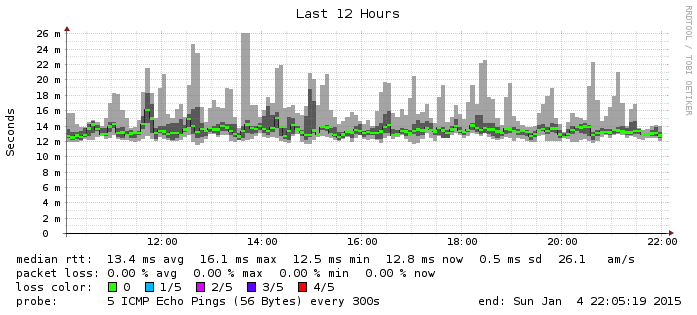 Last 12 Hours
RRDTOOL / TOBI OETIKER
Seconds
26 m
24 m
22 m
20 m
18 m
16 m
14 m
12 m
10 m
8 m
6 m
4 m
2 m
0
12:00 14:00 16:00 18:00 20:00 22:00
median rtt: 13.4 ms avg 16.1 ms max 12.5 ms min 12.8 ms now 0.5 ms sd 26.1 am/s
packet loss: 0.00 % avg 0.00 % max 0.00 % min 0.00 % now
loss color: 0 1/5 2/5 3/5 4/5
probe: 5 ICMP Echo Pings (56 Bytes) every 300s end: Sun Jan 4 22:05:19 2015